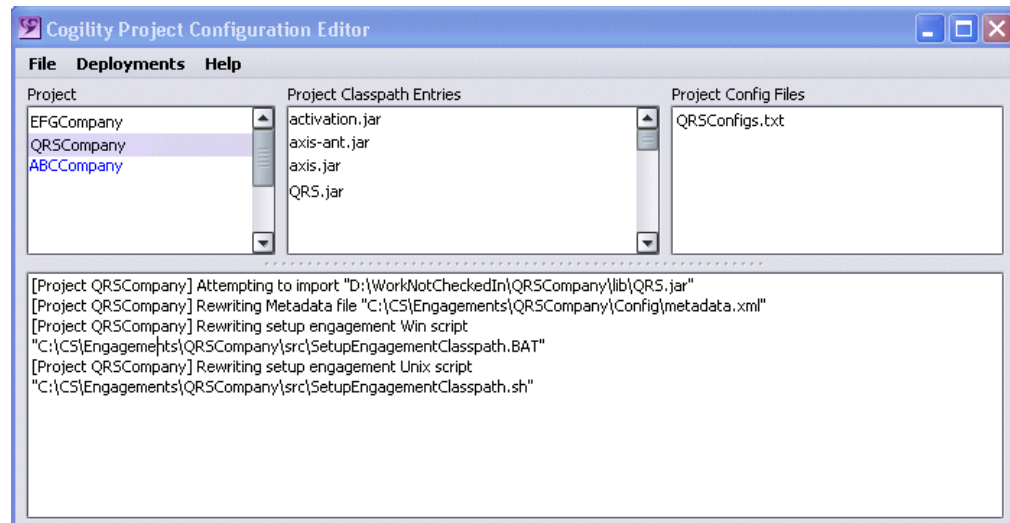 Cogility Project Configuration Editor
File Deployments Help
Project
EFGCompany
QRSCompany
ABCCompany
Project Classpath Entries
activation.jar
axis-ant.jar
axis.jar
QRS.jar
Project Config Files
QRSConfigs.txt
[Project QRSCompany] Attempting to import "D:\WorkNotCheckedIn\QRSCompany\lib\QRS.jar"
[Project QRSCompany] Rewriting Metadata file "C:\CS\Engagements\QRSCompany\Config\metadata.xml"
[Project QRSCompany] Rewriting setup engagement Win script
"C:\CS\Engagements\QRSCompany\src\SetupEngagementClasspath.BAT"
[Project QRSCompany] Rewriting setup engagement Unix script
"C:\CS\Engagements\QRSCompany\src\SetupEngagementClasspath.sh"